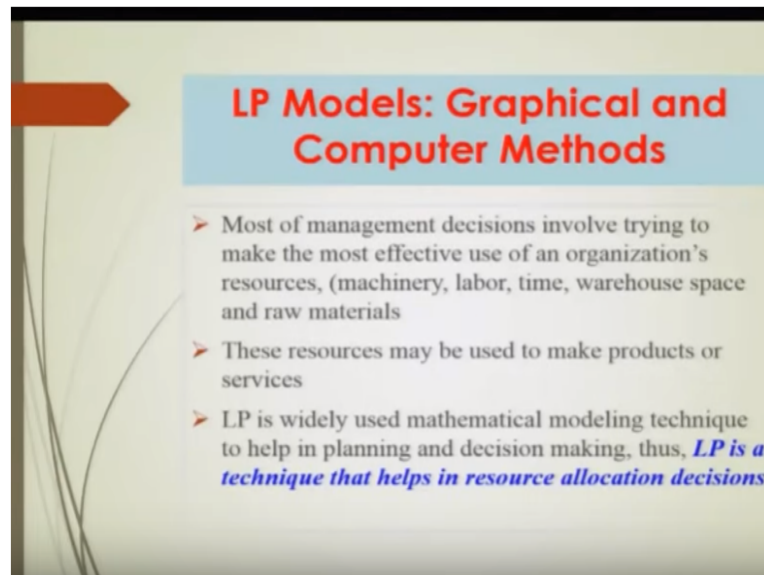 LP Models: Graphical and
Computer Methods
➢ Most of management decisions involve trying to
make the most effective use of an organization's
resources, (machinery, labor, time, warehouse space
and raw materials
➢ These resources may be used to make products or
services
➢ LP is widely used mathematical modeling technique
to help in planning and decision making, thus, LP is a
technique that helps in resource allocation decisions